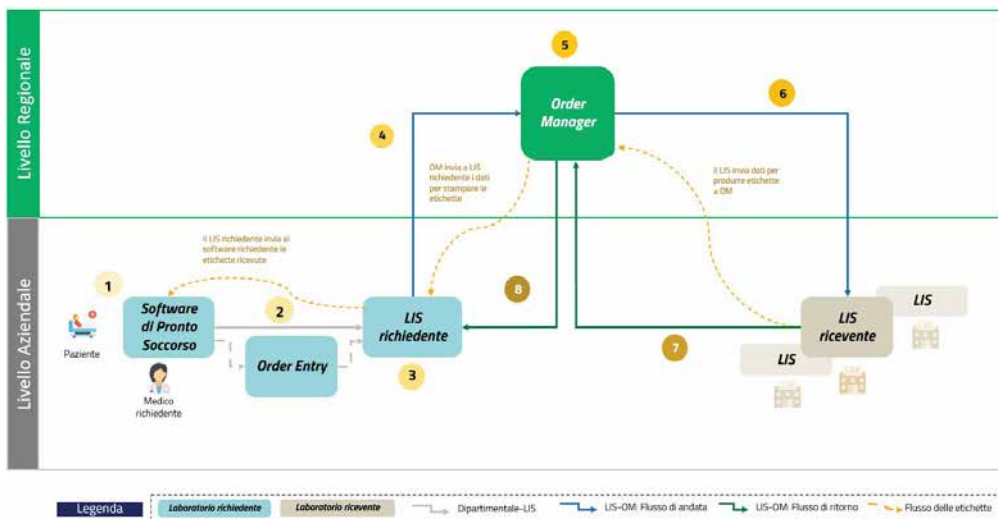 Livello Regionale
5
Order
Manager
6
4
OM invia a LIS
richiedente i dati
per stampare le
etichette
Il LIS invia dati per
produrre etichette
a OM
Livello Aziendale
Il LIS richiedente invia al
software richiedente le
etichette ricevute
1
Software
di Pronto
Soccorso
Paziente
Medico
richiedente
2
Order Entry
LIS
richiedente
3
8
7
LIS
ricevente
LIS
LIS
Legenda
Laboratorio richiedente
Laboratorio ricevente
Dipartimentale-LIS
LIS-OM: Flusso di andata
LIS-OM: Flusso di ritorno
Flusso delle etichette